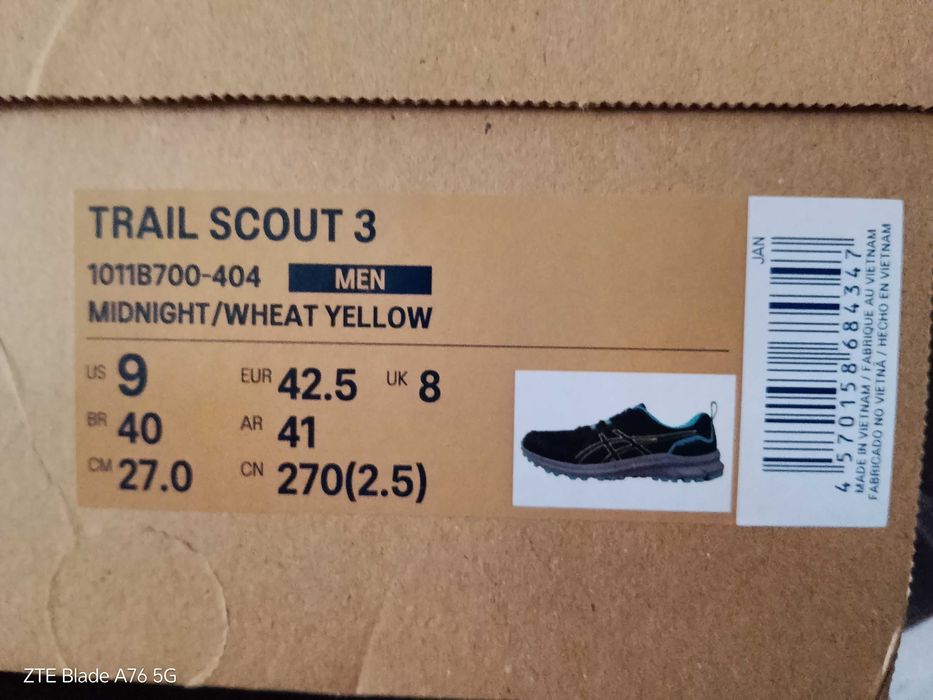 TRAIL SCOUT 3
1011B700-404 MEN
MIDNIGHT/WHEAT YELLOW
US 9 EUR 42.5 UK 8
BR 40 AR 41
CM 27.0 CN 270(2.5)
JAN
4 570158 684347
MADE IN VIETNAM / FABRIQUE AU VIETNAM
FABRICADO NO VIETNÃ / HECHO EN VIETNAM
ZTE Blade A76 5G